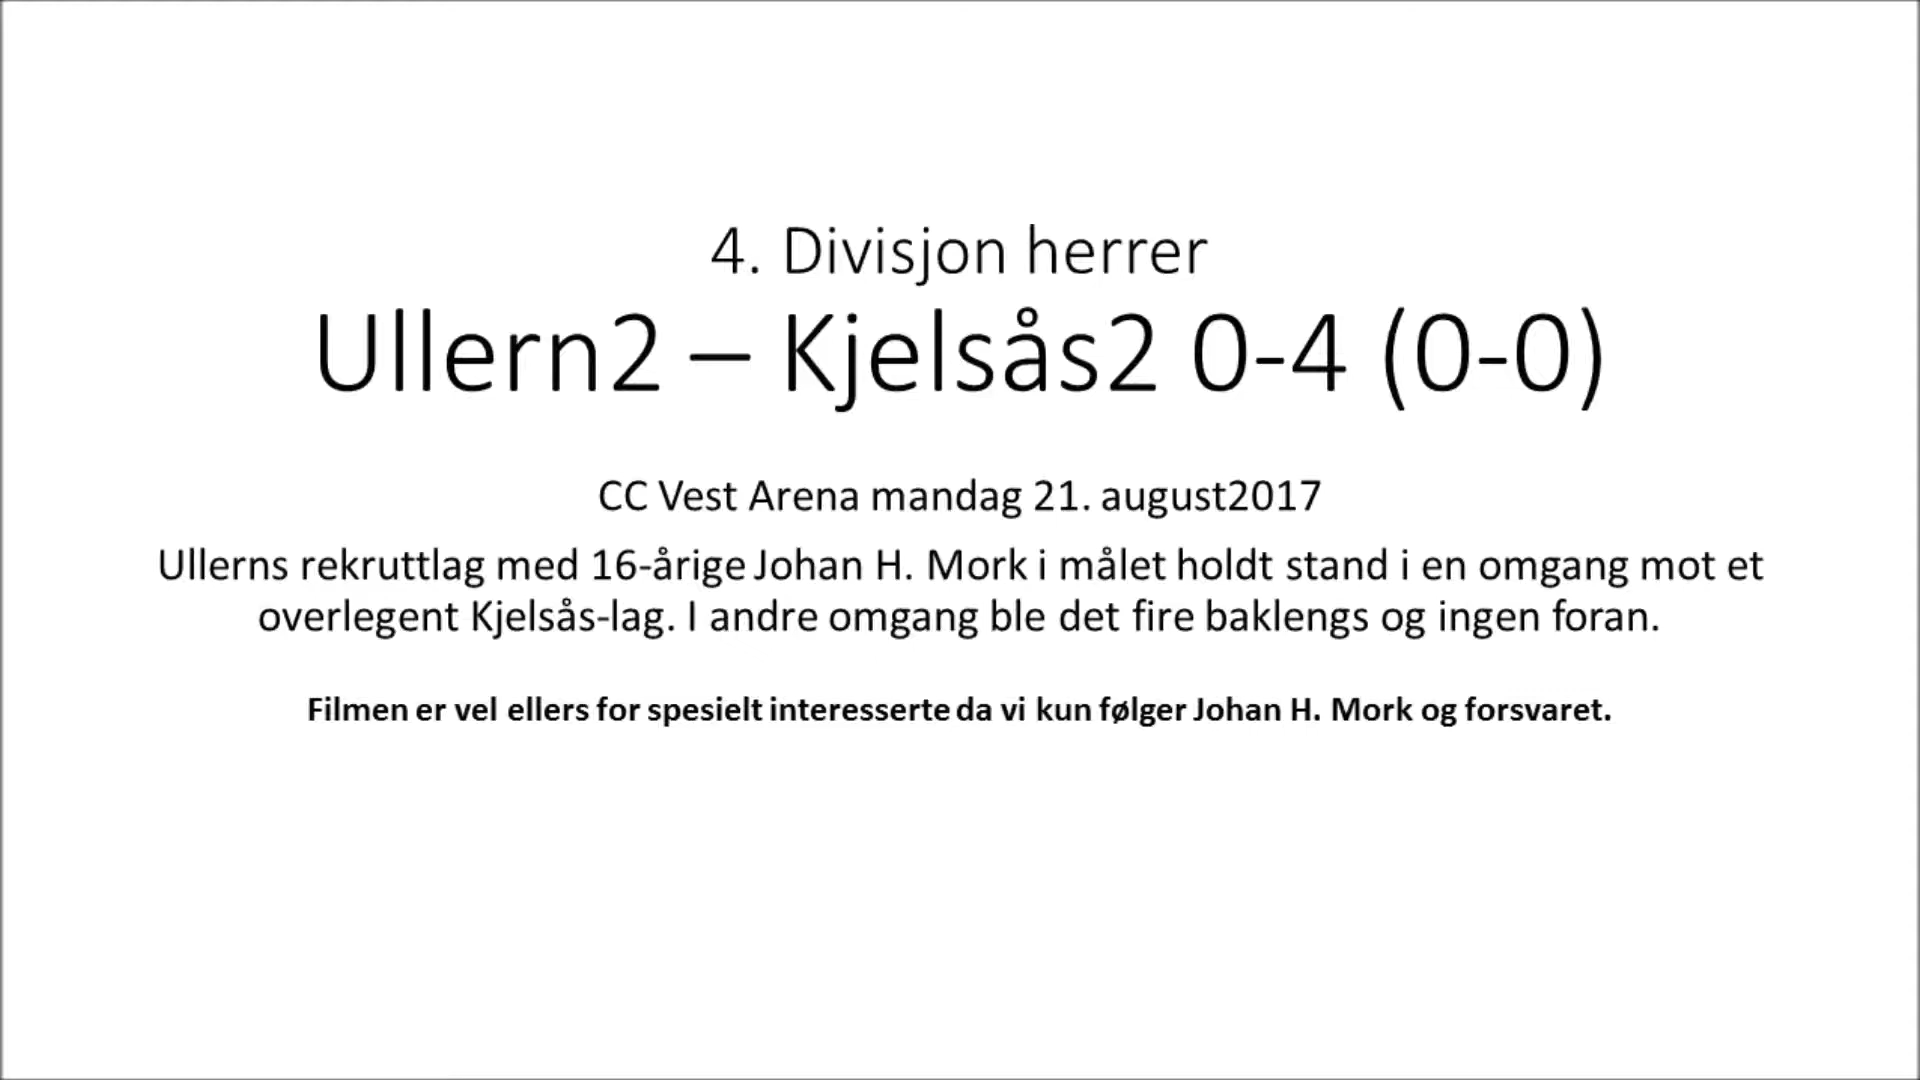 4. Divisjon herrer
Ullern2 – Kjelsås2 0-4 (0-0)
CC Vest Arena mandag 21. august2017
Ullerns rekruttlag med 16-årige Johan H. Mork i målet holdt stand i en omgang mot et
overlegent Kjelsås-lag. I andre omgang ble det fire baklengs og ingen foran.
Filmen er vel ellers for spesielt interesserte da vi kun følger Johan H. Mork og forsvaret.